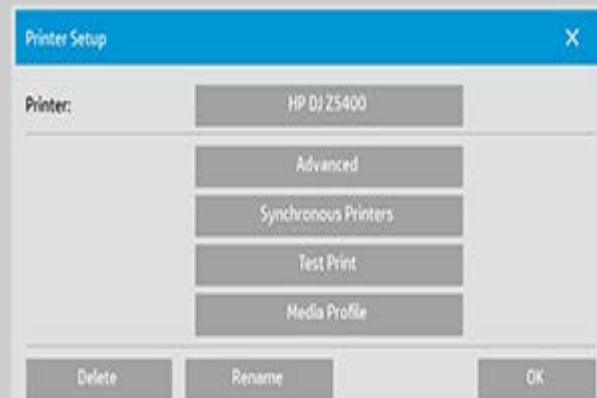 Printer Setup X
Printer: HP DJ Z5400
Advanced
Synchronous Printers
Test Print
Media Profile
Delete Rename OK